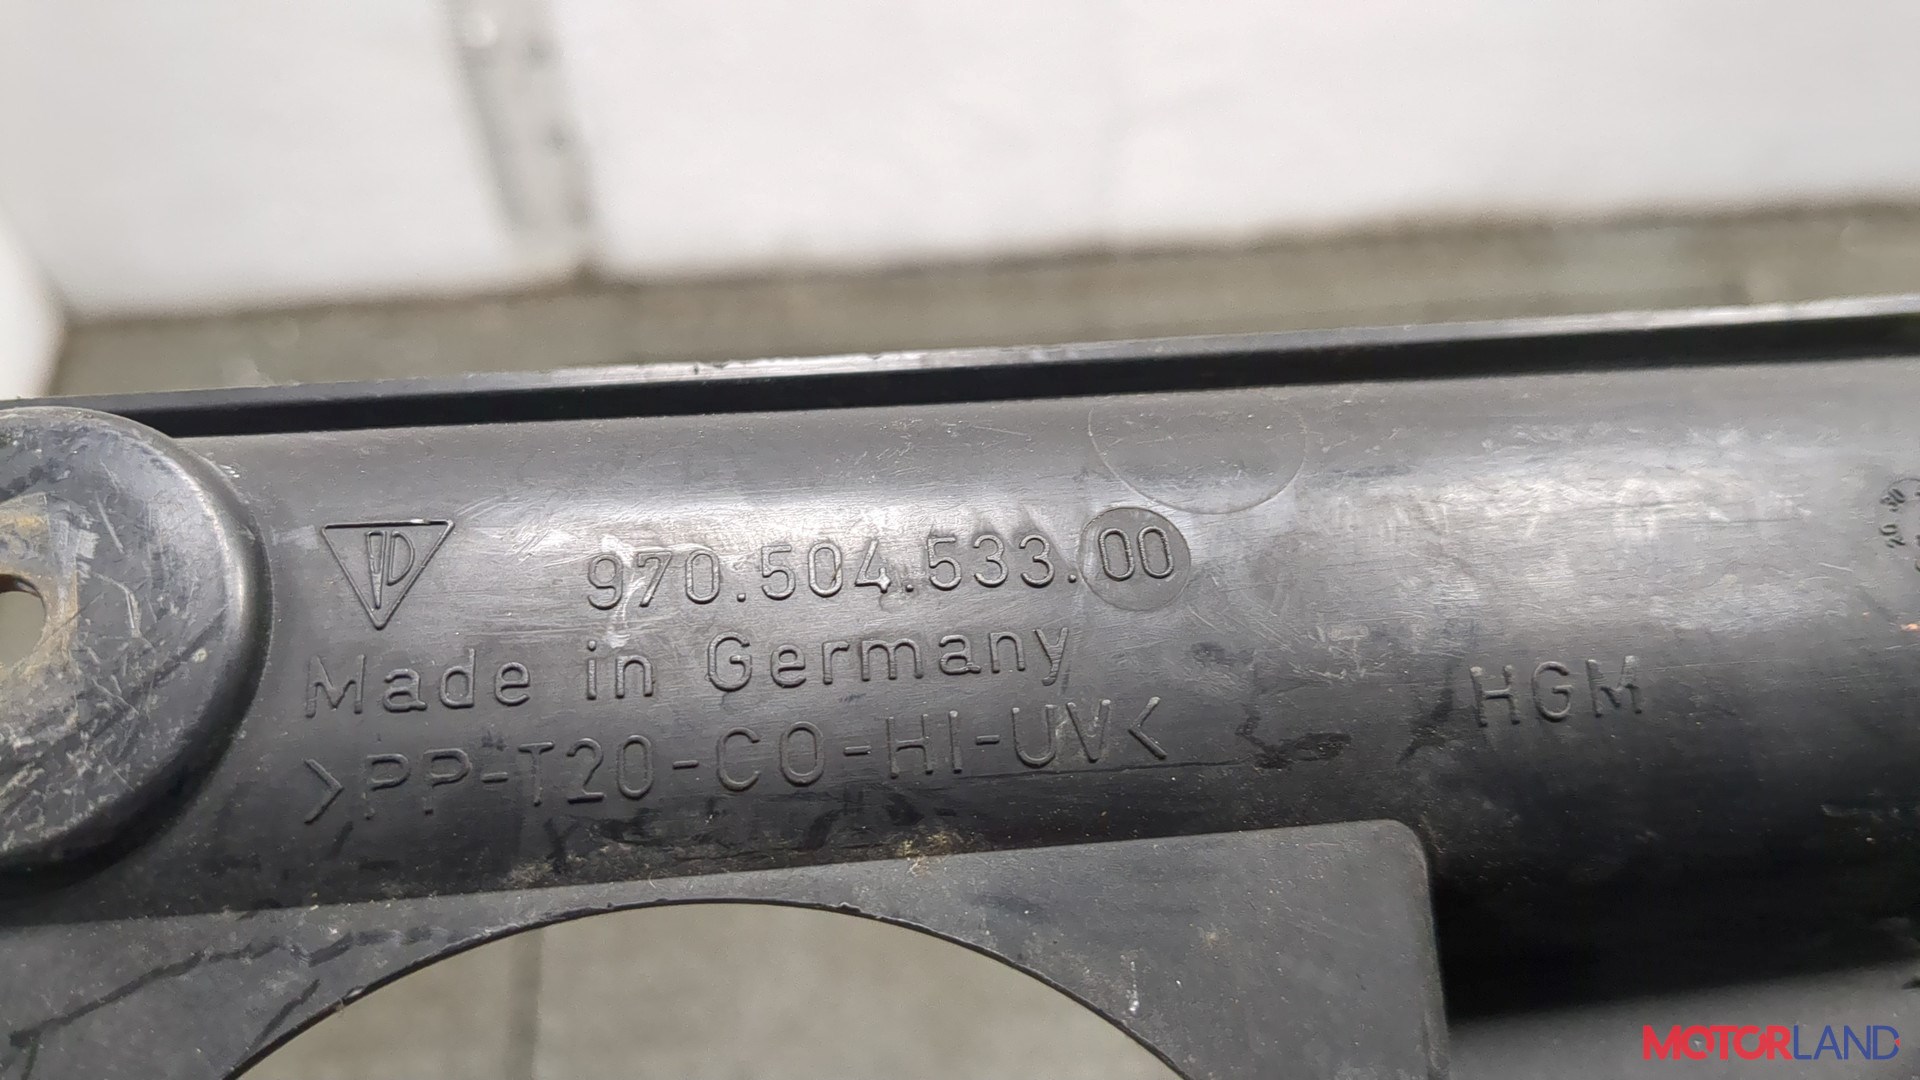 970.504.533.00
Made in Germany
>PP-T20-CO-HI-UV<
HGM
MOTORLAND